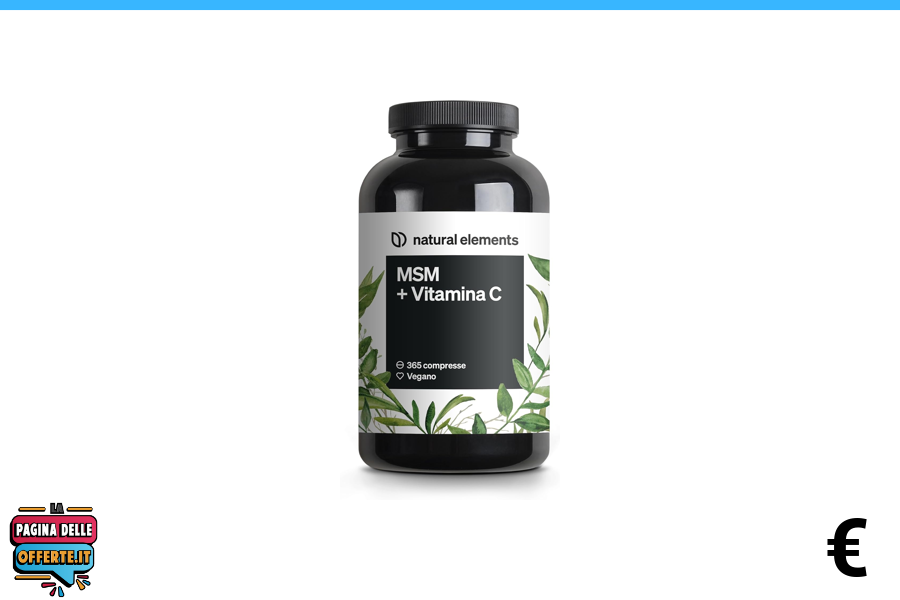 natural elements
MSM
+ Vitamina C
365 compresse
Vegano
LA
PAGINA DELLE
OFFERTE.IT
€